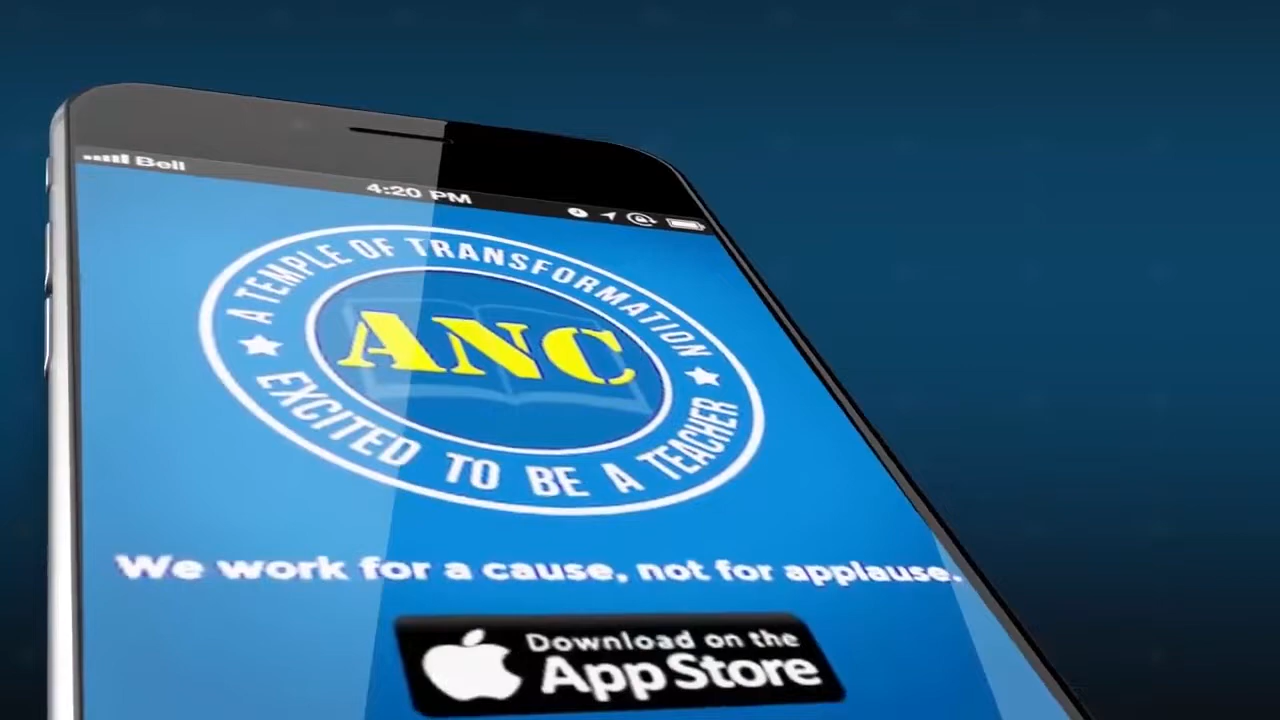 Bell
4:20 PM
A TEMPLE OF TRANSFORMATION
ANC
EXCITED TO BE A TEACHER
We work for a cause, not for applause.
Download on the
App Store